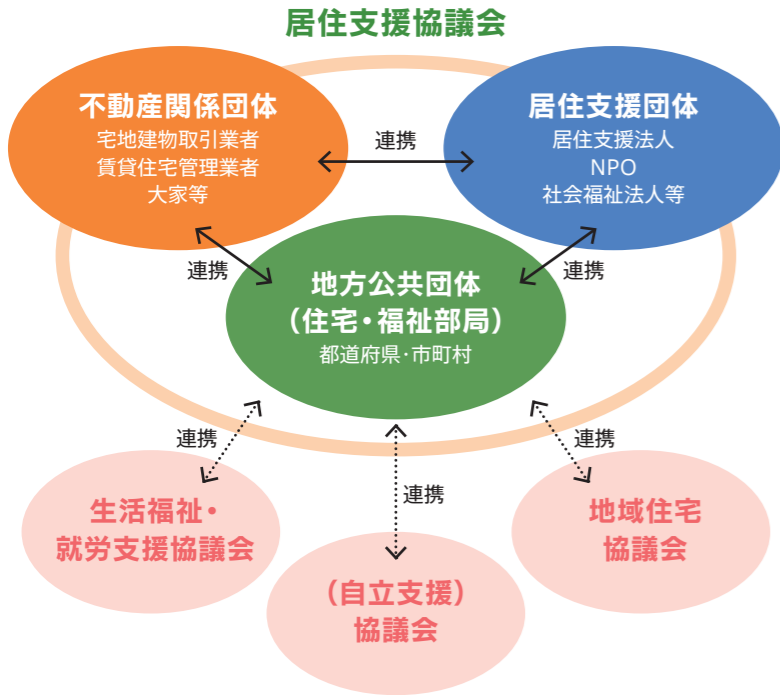 居住支援協議会
不動産関係団体
宅地建物取引業者
賃貸住宅管理業者
大家等
連携
居住支援団体
居住支援法人
NPO
社会福祉法人等
連携
連携
地方公共団体
（住宅・福祉部局）
都道府県・市町村
連携
連携
連携
生活福祉・
就労支援協議会
（自立支援）
協議会
地域住宅
協議会